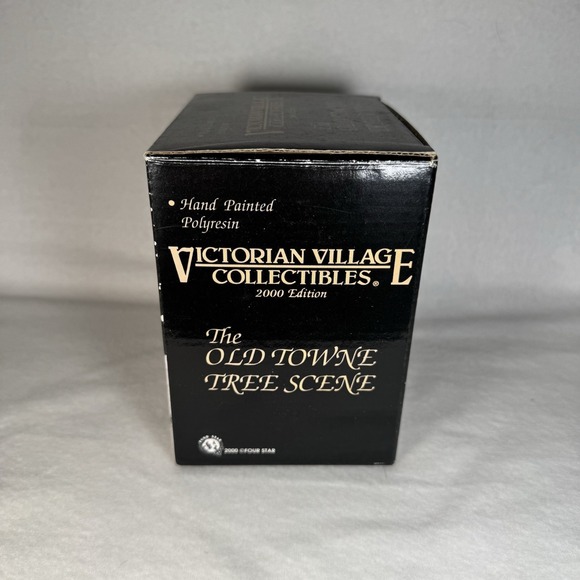 • Hand Painted
Polyresin
VICTORIAN VILLAGE
COLLECTIBLES®
2000 Edition
The
OLD TOWNE
TREE SCENE
2000 ©FOUR STAR